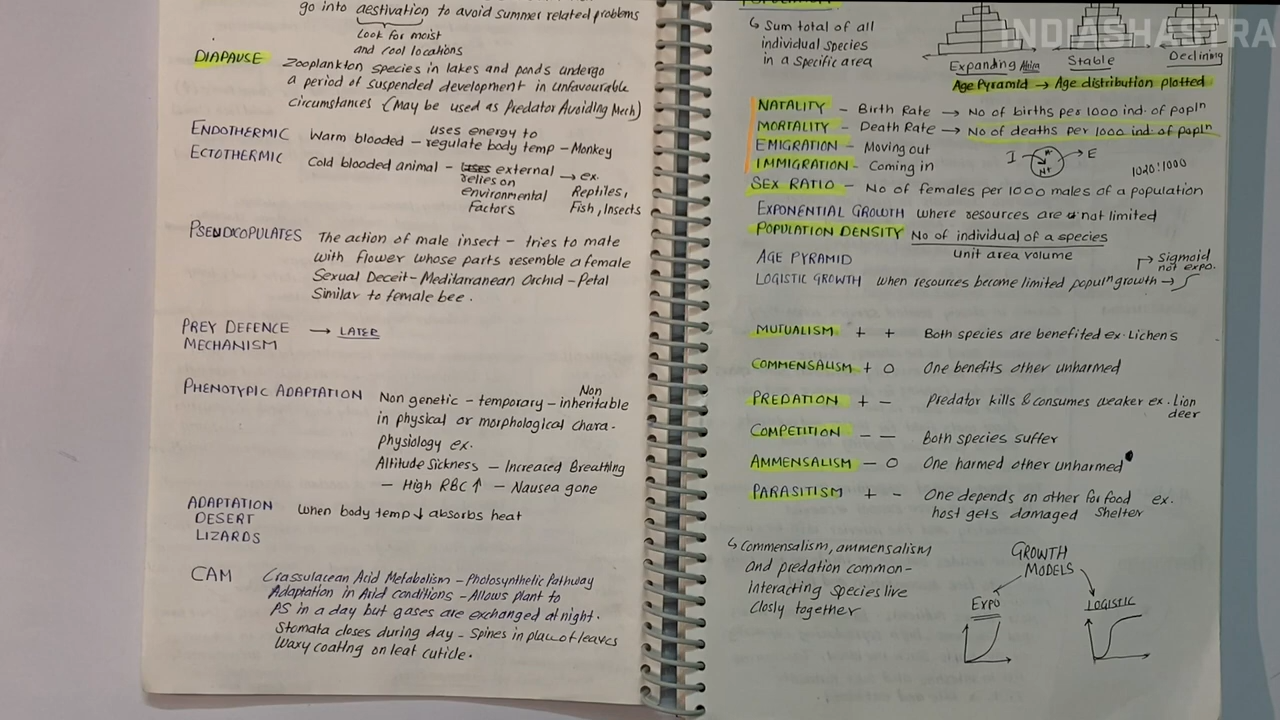 go into aestivation to avoid summer related problems
Look for moist
and cool locations
DIAPAUSE
Zooplankton species in lakes and ponds undergo
a period of suspended development in unfavourable
circumstances (May be used as Predator Avoiding Mech)
ENDOTHERMIC Warm blooded - uses energy to
regulate body temp - Monkey
ECTOTHERMIC Cold blooded animal - uses external → ex.
relies on
environmental Reptiles,
Factors Fish, Insects
PSEUDICOPULATES The action of male insect - tries to mate
with flower whose parts resemble a female
Sexual Deceit - Meditarranean Orchid - Petal
Similar to female bee.
PREY DEFENCE → LATER
MECHANISM
PHENOTYPIC ADAPTATION Non genetic - temporary - Non inheritable
in physical or morphological chara-
physiology ex.
Altitude Sickness - Increased Breathing
- High RBC ↑ - Nausea gone
ADAPTATION When body temp ↓ absorbs heat
DESERT
LIZARDS
CAM Crassulacean Acid Metabolism - Photosynthetic Pathway
Adaptation in Arid conditions - Allows plant to
PS in a day but gases are exchanged at night.
Stomata closes during day - Spines in place of leaves
Waxy coating on leaf cuticle.
INDIASHASTRA
↳ Sum total of all
individual species
in a specific area
Expanding Africa Stable Declining
Age Pyramid → Age distribution plotted
NATALITY - Birth Rate → No of births per 1000 ind. of popln
MORTALITY - Death Rate → No of deaths per 1000 ind. of popln
EMIGRATION - Moving out
I → E
IMMIGRATION - Coming in
1020:1000
SEX RATIO - No of females per 1000 males of a population
EXPONENTIAL GROWTH where resources are not limited
POPULATION DENSITY No of individual of a species
Unit area volume
AGE PYRAMID
→ Sigmoid
not expo.
LOGISTIC GROWTH when resources become limited populn growth →
MUTUALISM + + Both species are benefited ex. Lichens
COMMENSALISM + 0 One benefits other unharmed
PREDATION + - Predator kills & consumes weaker ex. Lion
deer
COMPETITION - - Both species suffer
AMMENSALISM - 0 One harmed other unharmed
PARASITISM + - One depends on other for food ex.
host gets damaged Shelter
↳ Commensalism, ammensalism
and predation common-
interacting Species live
closly together
GROWTH
MODELS
Expo LOGISTIC